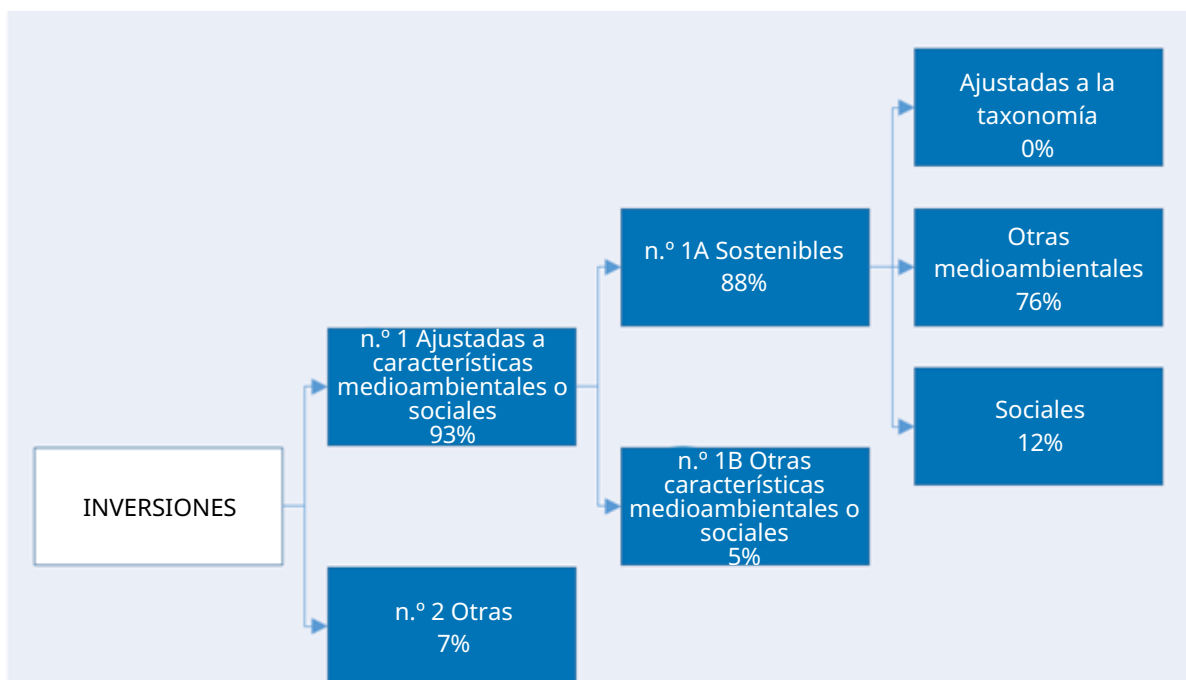 INVERSIONES
n.º 1 Ajustadas a
características
medioambientales o
sociales
93%
n.º 2 Otras
7%
n.º 1A Sostenibles
88%
n.º 1B Otras
características
medioambientales o
sociales
5%
Ajustadas a la
taxonomía
0%
Otras
medioambientales
76%
Sociales
12%